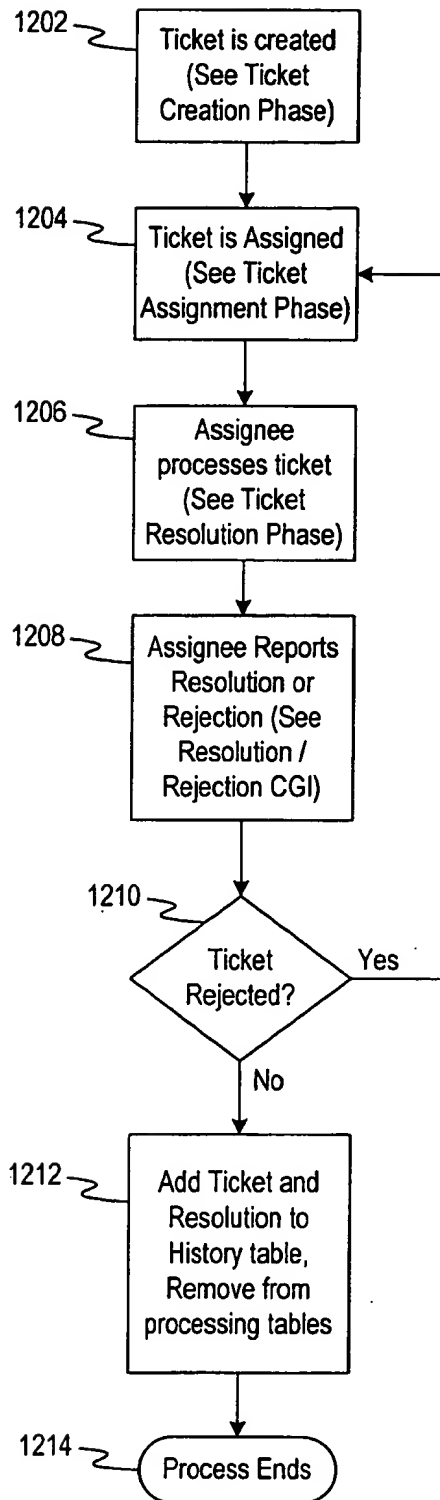 1202
Ticket is created
(See Ticket
Creation Phase)
1204
Ticket is Assigned
(See Ticket
Assignment Phase)
1206
Assignee
processes ticket
(See Ticket
Resolution Phase)
1208
Assignee Reports
Resolution or
Rejection (See
Resolution /
Rejection CGI)
1210
Ticket
Rejected?
Yes
No
1212
Add Ticket and
Resolution to
History table,
Remove from
processing tables
1214
Process Ends